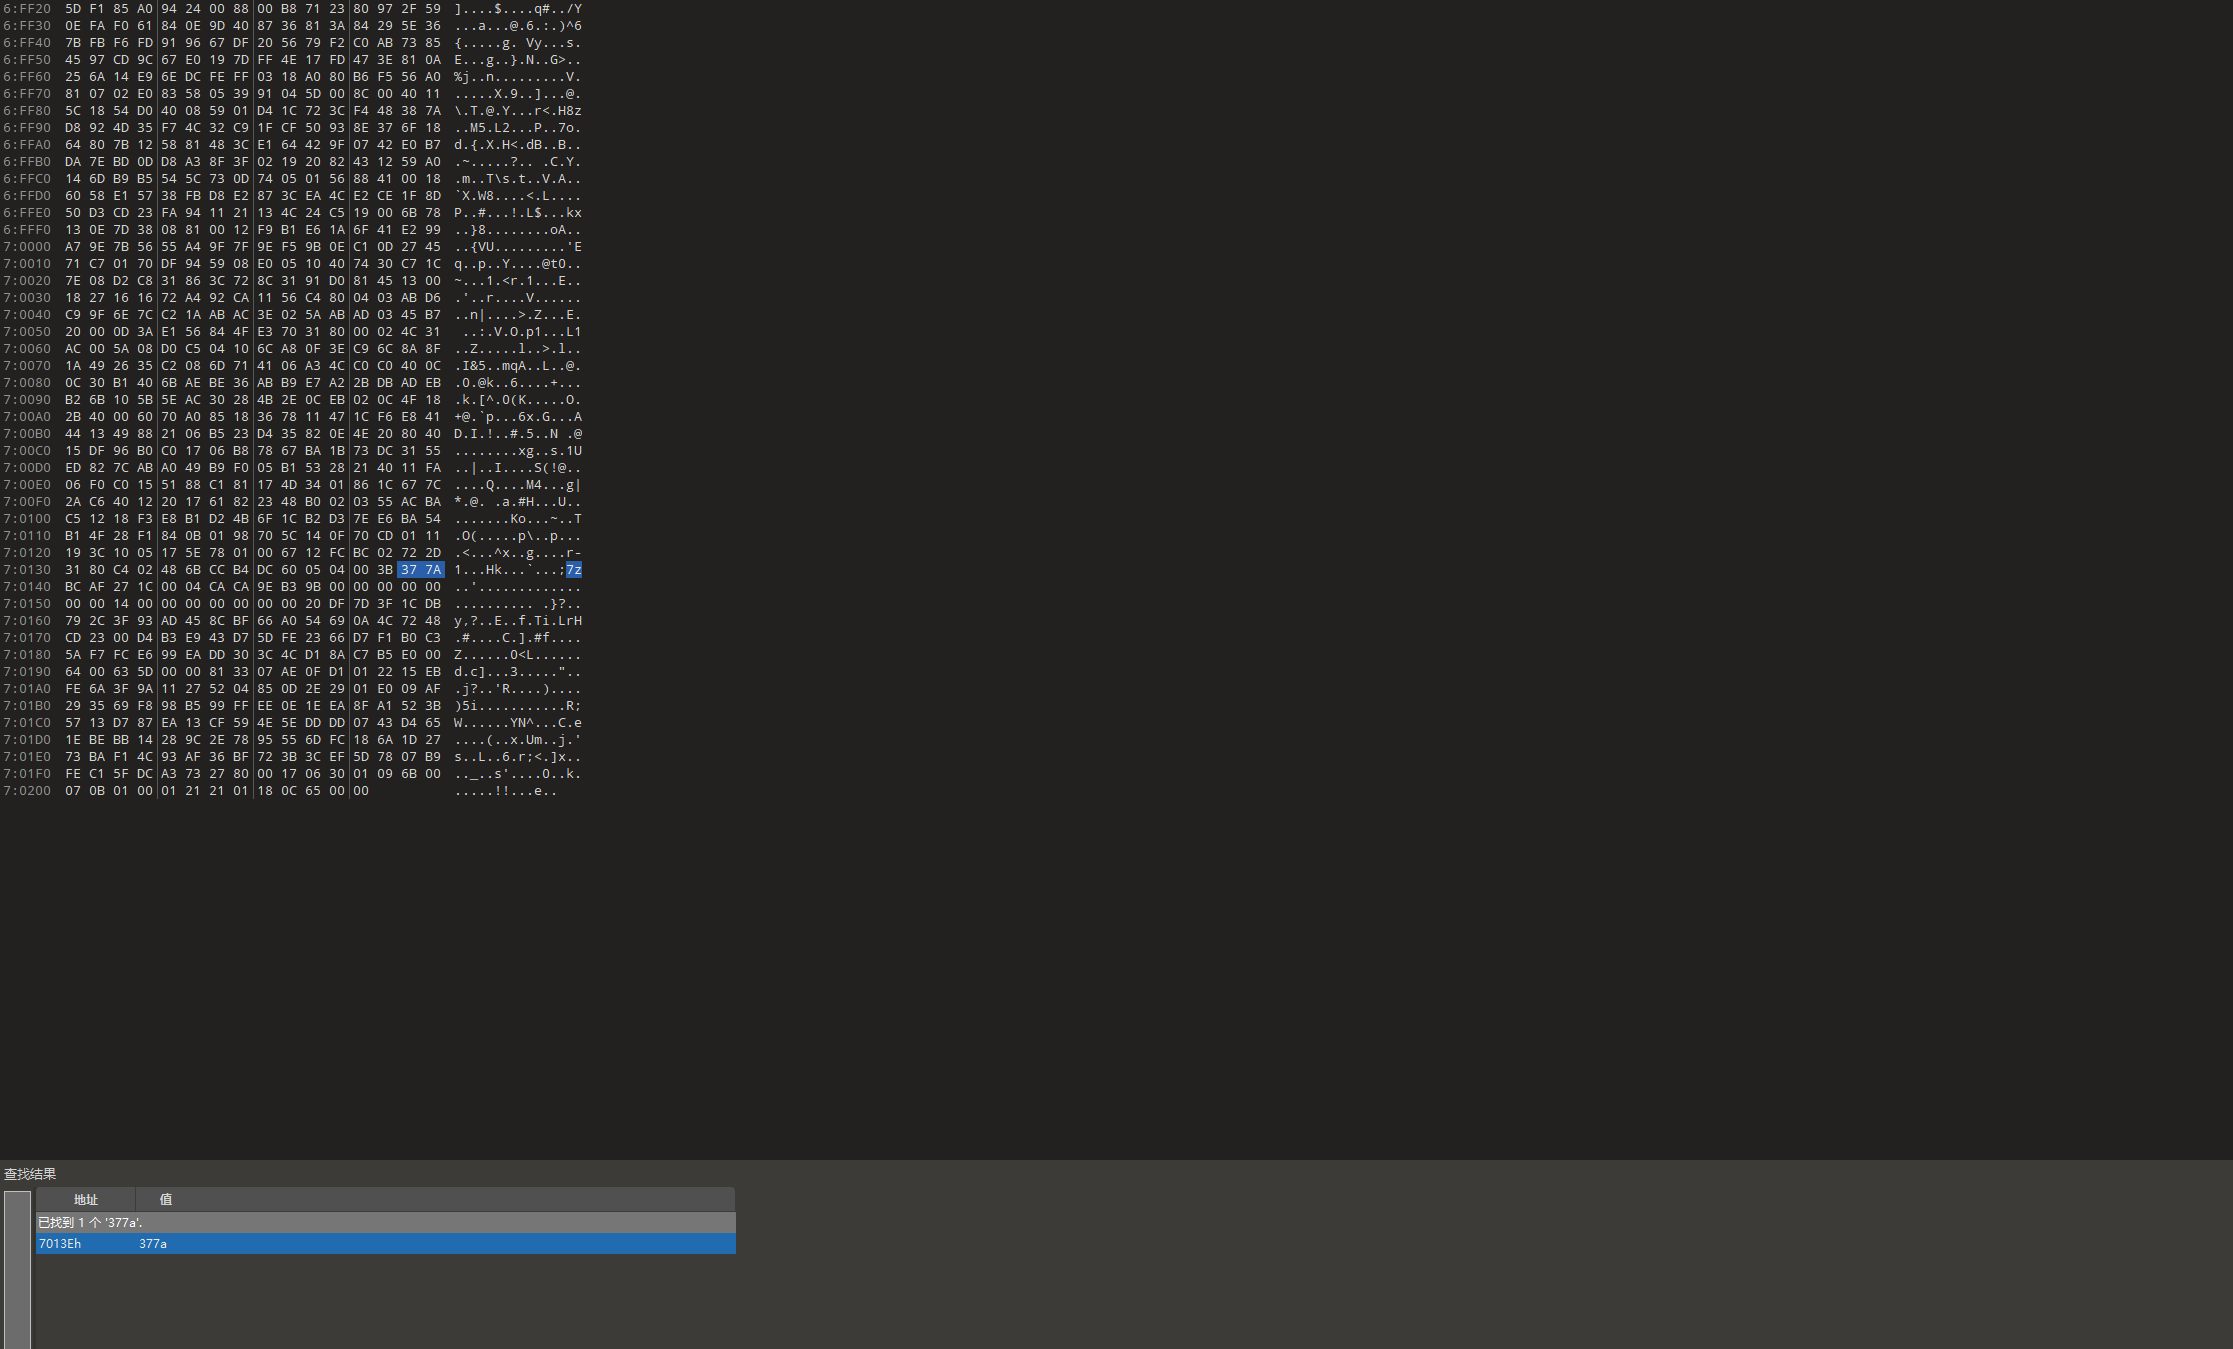 6:FF20 5D F1 85 A0 94 24 00 88 00 B8 71 23 80 97 2F 59 ]....$....q#../Y
6:FF30 0E FA F0 61 84 0E 9D 40 87 36 81 3A 84 29 5E 36 ...a...@.6.:.)^6
6:FF40 7B FB F6 FD 91 96 67 DF 20 56 79 F2 C0 AB 73 85 {.....g. Vy...s.
6:FF50 45 97 CD 9C 67 E0 19 7D FF 4E 17 FD 47 3E 81 0A E...g..}.N..G>..
6:FF60 25 6A 14 E9 6E DC FE FF 03 18 A0 80 B6 F5 56 A0 %j..n.........V.
6:FF70 81 07 02 E0 83 58 05 39 91 04 5D 00 8C 00 40 11 .....X.9..]...@.
6:FF80 5C 18 54 D0 40 08 59 01 D4 1C 72 3C F4 48 38 7A \.T.@.Y...r<.H8z
6:FF90 D8 92 4D 35 F7 4C 32 C9 1F CF 50 93 8E 37 6F 18 ..M5.L2...P..7o.
6:FFA0 64 80 7B 12 58 81 48 3C E1 64 42 9F 07 42 E0 B7 d.{.X.H<.dB..B..
6:FFB0 DA 7E BD 0D D8 A3 8F 3F 02 19 20 82 43 12 59 A0 .~.....?.. .C.Y.
6:FFC0 14 6D B9 B5 54 5C 73 0D 74 05 01 56 88 41 00 18 .m..T\s.t..V.A..
6:FFD0 60 58 E1 57 38 FB D8 E2 87 3C EA 4C E2 CE 1F 8D `X.W8....<.L....
6:FFE0 50 D3 CD 23 FA 94 11 21 13 4C 24 C5 19 00 6B 78 P..#...!.L$...kx
6:FFF0 13 0E 7D 38 08 81 00 12 F9 B1 E6 1A 6F 41 E2 99 ..}8........oA..
7:0000 A7 9E 7B 56 55 A4 9F 7F 9E F5 9B 0E C1 0D 27 45 ..{VU.........'E
7:0010 71 C7 01 70 DF 94 59 08 E0 05 10 40 74 30 C7 1C q..p..Y....@t0..
7:0020 7E 08 D2 C8 31 86 3C 72 8C 31 91 D0 81 45 13 00 ~...1.<r.1...E..
7:0030 18 27 16 16 72 A4 92 CA 11 56 C4 80 04 03 AB D6 .'..r....V......
7:0040 C9 9F 6E 7C C2 1A AB AC 3E 02 5A AB AD 03 45 B7 ..n|....>.Z...E.
7:0050 20 00 0D 3A E1 56 84 4F E3 70 31 80 00 02 4C 31  ..:.V.O.p1...L1
7:0060 AC 00 5A 08 D0 C5 04 10 6C A8 0F 3E C9 6C 8A 8F ..Z.....l..>.l..
7:0070 1A 49 26 35 C2 08 6D 71 41 06 A3 4C C0 C0 40 0C .I&5..mqA..L..@.
7:0080 0C 30 B1 40 6B AE BE 36 AB B9 E7 A2 2B DB AD EB .0.@k..6....+...
7:0090 B2 6B 10 5B 5E AC 30 28 4B 2E 0C EB 02 0C 4F 18 .k.[^.0(K.....O.
7:00A0 2B 40 00 60 70 A0 85 18 36 78 11 47 1C F6 E8 41 +@.`p...6x.G...A
7:00B0 44 13 49 88 21 06 B5 23 D4 35 82 0E 4E 20 80 40 D.I.!..#.5..N .@
7:00C0 15 DF 96 B0 C0 17 06 B8 78 67 BA 1B 73 DC 31 55 ........xg..s.1U
7:00D0 ED 82 7C AB A0 49 B9 F0 05 B1 53 28 21 40 11 FA ..|..I....S(!@..
7:00E0 06 F0 C0 15 51 88 C1 81 17 4D 34 01 86 1C 67 7C ....Q....M4...g|
7:00F0 2A C6 40 12 20 17 61 82 23 48 B0 02 03 55 AC BA *.@. .a.#H...U..
7:0100 C5 12 18 F3 E8 B1 D2 4B 6F 1C B2 D3 7E E6 BA 54 .......Ko...~..T
7:0110 B1 4F 28 F1 84 0B 01 98 70 5C 14 0F 70 CD 01 11 .O(.....p\..p...
7:0120 19 3C 10 05 17 5E 78 01 00 67 12 FC BC 02 72 2D .<...^x..g....r-
7:0130 31 80 C4 02 48 6B CC B4 DC 60 05 04 00 3B 37 7A 1...Hk...`...;7z
7:0140 BC AF 27 1C 00 04 CA CA 9E B3 9B 00 00 00 00 00 ..'.............
7:0150 00 00 14 00 00 00 00 00 00 00 20 DF 7D 3F 1C DB .......... .}?..
7:0160 79 2C 3F 93 AD 45 8C BF 66 A0 54 69 0A 4C 72 48 y,?..E..f.Ti.LrH
7:0170 CD 23 00 D4 B3 E9 43 D7 5D FE 23 66 D7 F1 B0 C3 .#....C.].#f....
7:0180 5A F7 FC E6 99 EA DD 30 3C 4C D1 8A C7 B5 E0 00 Z......0<L......
7:0190 64 00 63 5D 00 00 81 33 07 AE 0F D1 01 22 15 EB d.c]...3....."..
7:01A0 FE 6A 3F 9A 11 27 52 04 85 0D 2E 29 01 E0 09 AF .j?..'R....)....
7:01B0 29 35 69 F8 98 B5 99 FF EE 0E 1E EA 8F A1 52 3B )5i...........R;
7:01C0 57 13 D7 87 EA 13 CF 59 4E 5E DD DD 07 43 D4 65 W......YN^...C.e
7:01D0 1E BE BB 14 28 9C 2E 78 95 55 6D FC 18 6A 1D 27 ....(..x.Um..j.'
7:01E0 73 BA F1 4C 93 AF 36 BF 72 3B 3C EF 5D 78 07 B9 s..L..6.r;<.]x..
7:01F0 FE C1 5F DC A3 73 27 80 00 17 06 30 01 09 6B 00 .._..s'....0..k.
7:0200 07 0B 01 00 01 21 21 01 18 0C 65 00 00 .....!!...e..
查找结果
地址 值
已找到 1 个 '377a'.
7013Eh 377a